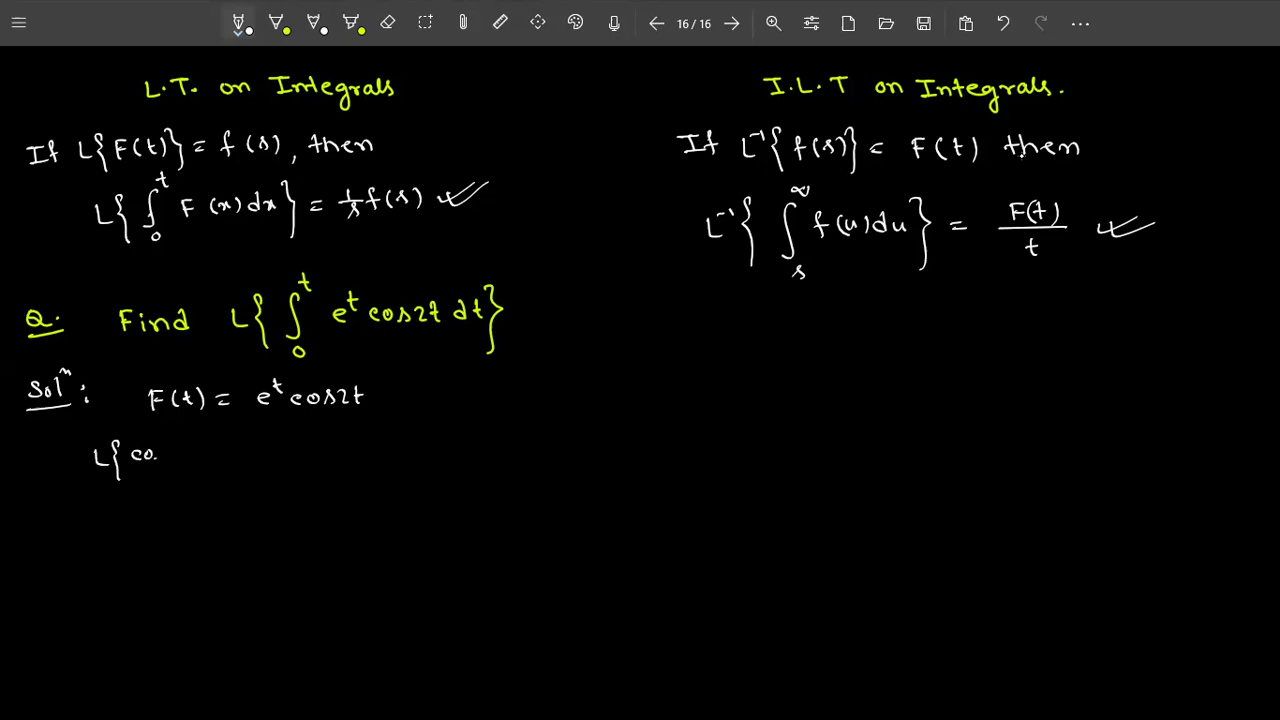 16/16
L.T. on Integrals
If L{F(t)} = f(s), then
L{∫₀ᵗ F(x)dx} = 1/s f(s) ✓
Q. Find L{∫₀ᵗ eᵗ cos2t dt}
Solⁿ: F(t) = eᵗ cos2t
L{ co
I.L.T on Integrals.
If L⁻¹{f(s)} = F(t) then
L⁻¹{∫ₛ^∞ f(u)du} = F(t)/t ✓